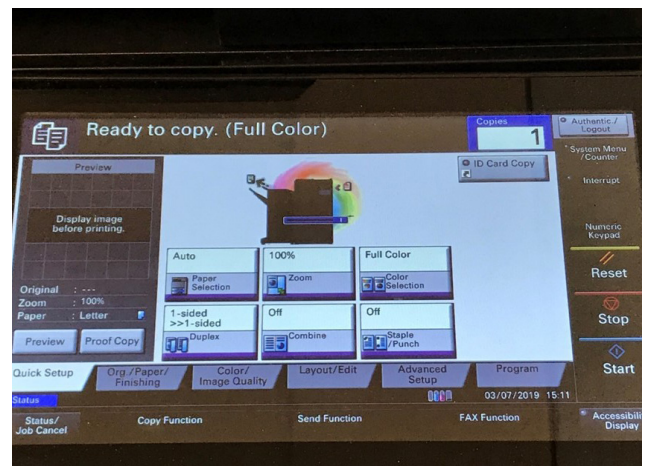 Ready to copy. (Full Color)
Copies
1
Authentic./
Logout
System Menu
/Counter
Interrupt
Numeric
Keypad
Reset
Stop
Start
ID Card Copy
Preview
Display image
before printing.
Original : ---
Zoom : 100%
Paper : Letter
Preview
Proof Copy
Auto
Paper
Selection
100%
Zoom
Full Color
Color
Selection
1-sided
>>1-sided
Duplex
Off
Combine
Off
Staple
/Punch
Quick Setup
Org./Paper/
Finishing
Color/
Image Quality
Layout/Edit
Advanced
Setup
Program
Status
03/07/2019 15:11
Status/
Job Cancel
Copy Function
Send Function
FAX Function
Accessibili
Display